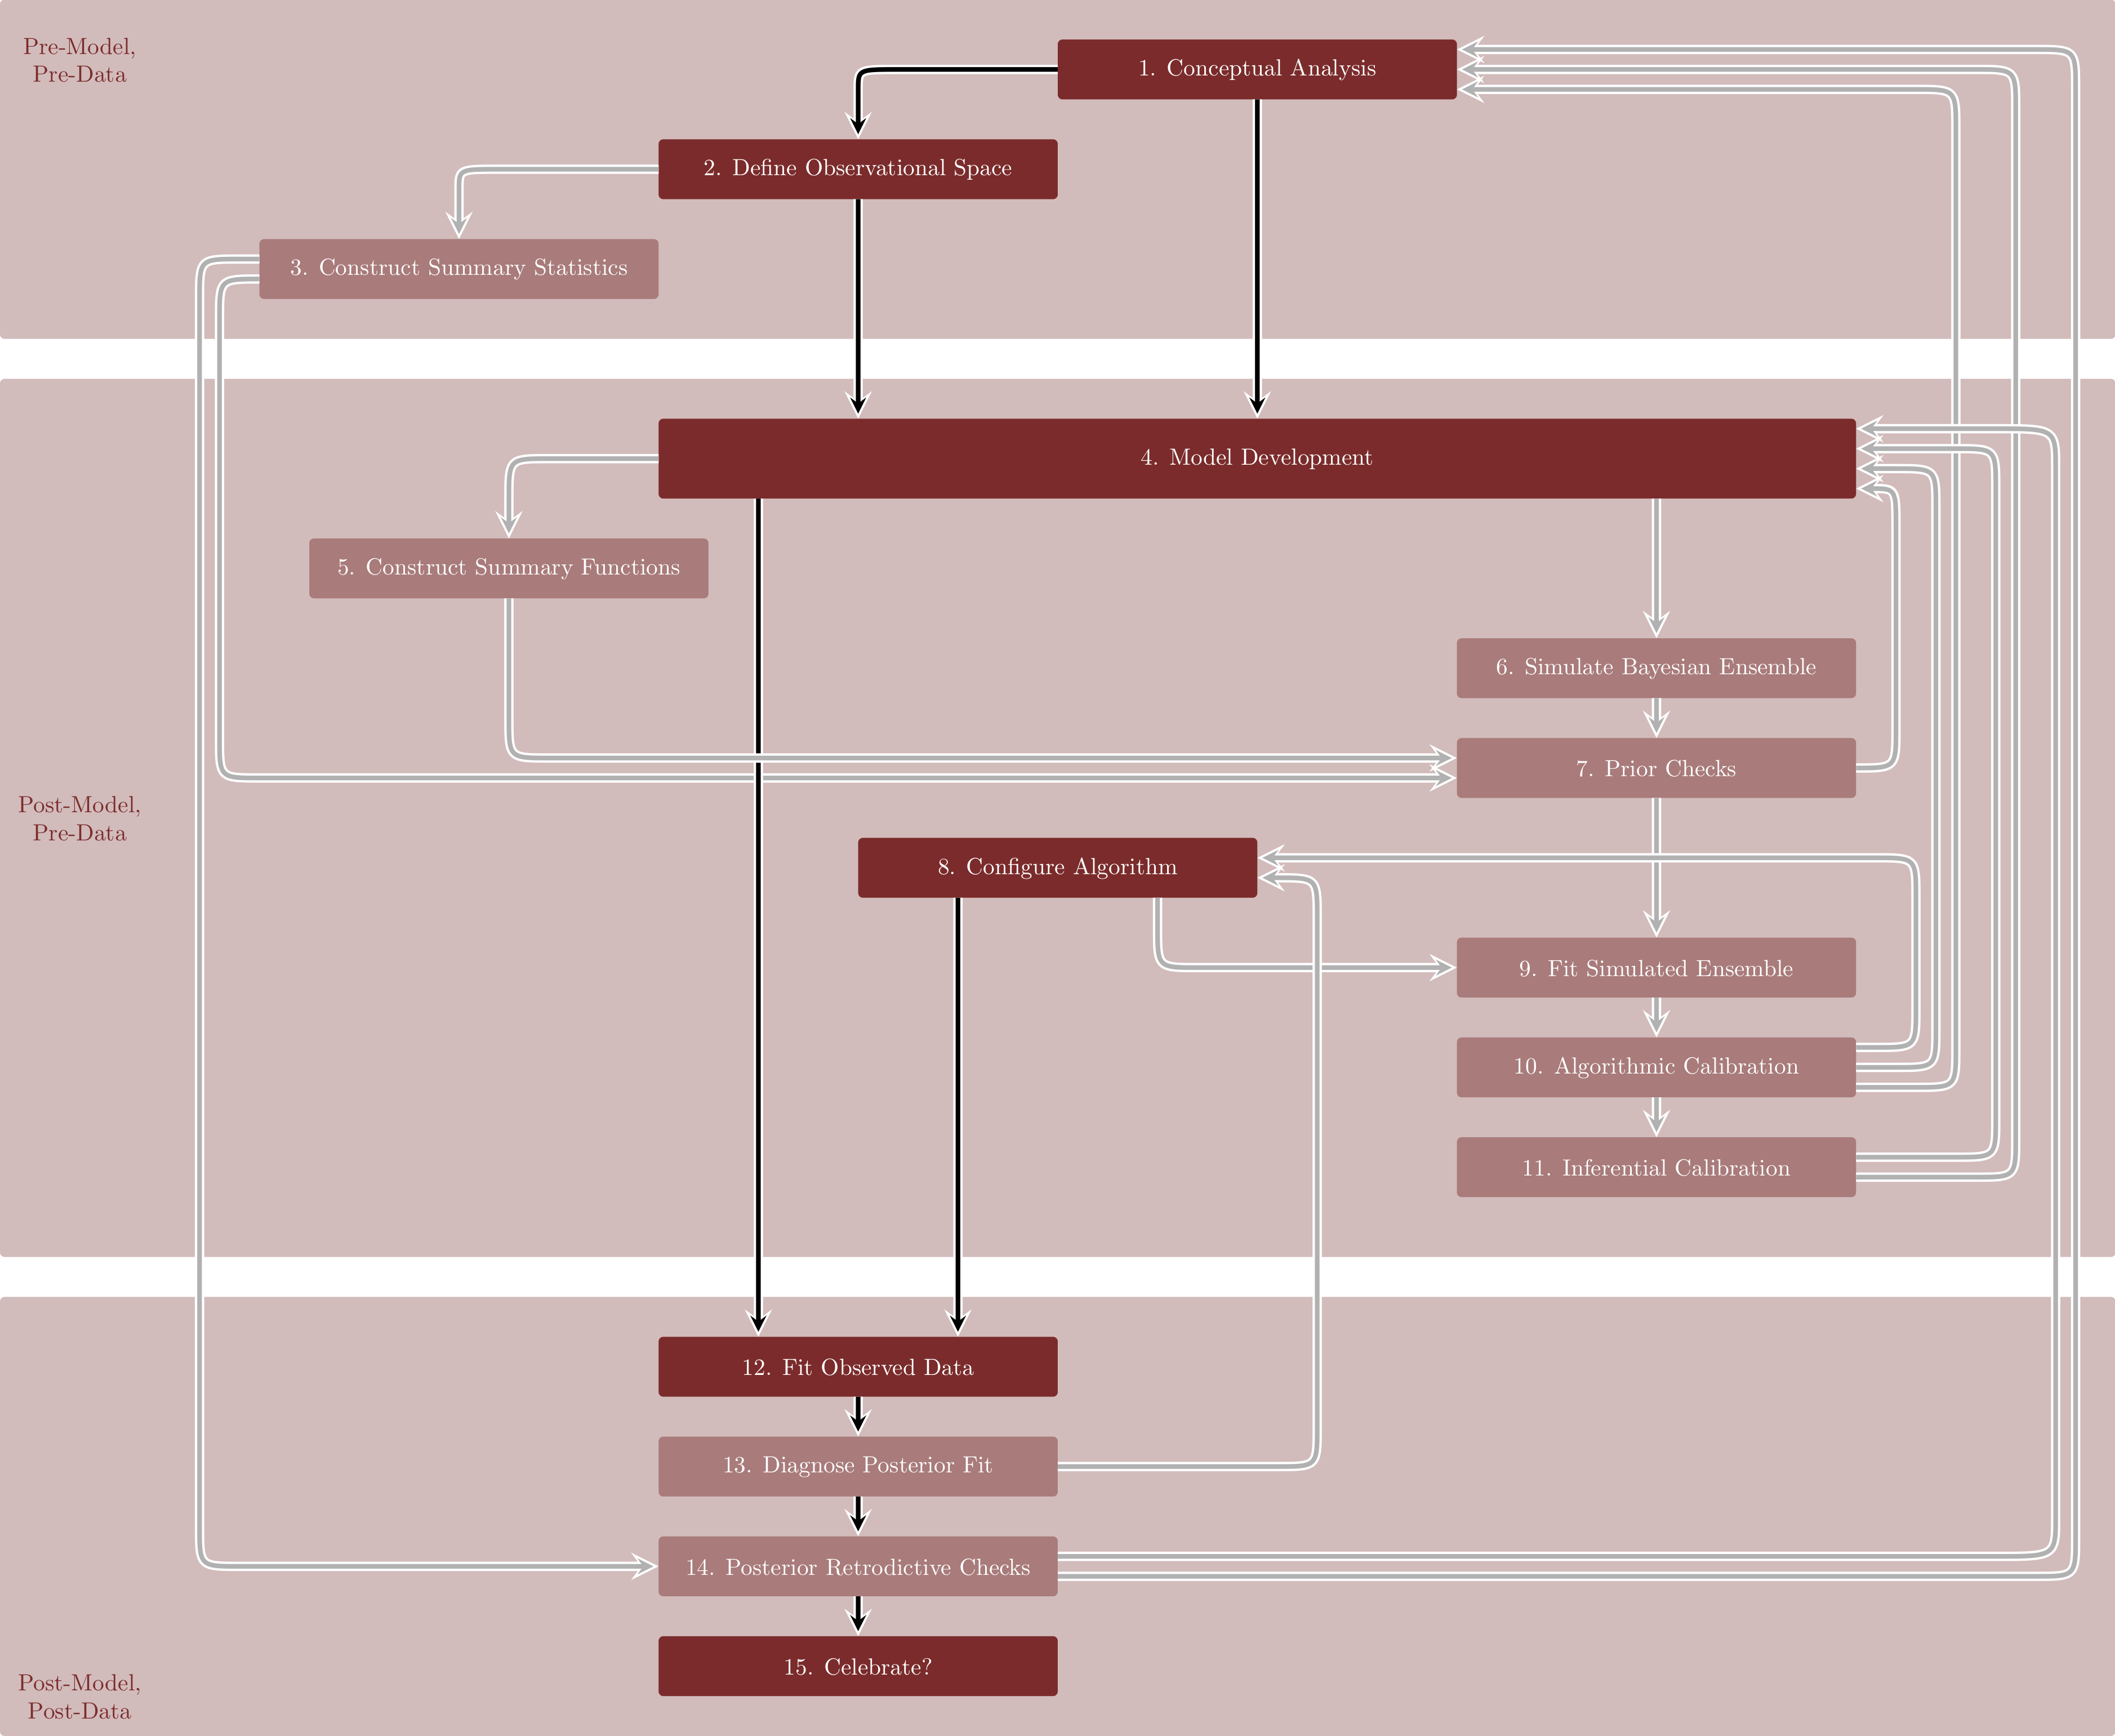 Pre-Model,
Pre-Data
1. Conceptual Analysis
2. Define Observational Space
3. Construct Summary Statistics
4. Model Development
5. Construct Summary Functions
6. Simulate Bayesian Ensemble
7. Prior Checks
Post-Model,
Pre-Data
8. Configure Algorithm
9. Fit Simulated Ensemble
10. Algorithmic Calibration
11. Inferential Calibration
12. Fit Observed Data
13. Diagnose Posterior Fit
14. Posterior Retrodictive Checks
15. Celebrate?
Post-Model,
Post-Data